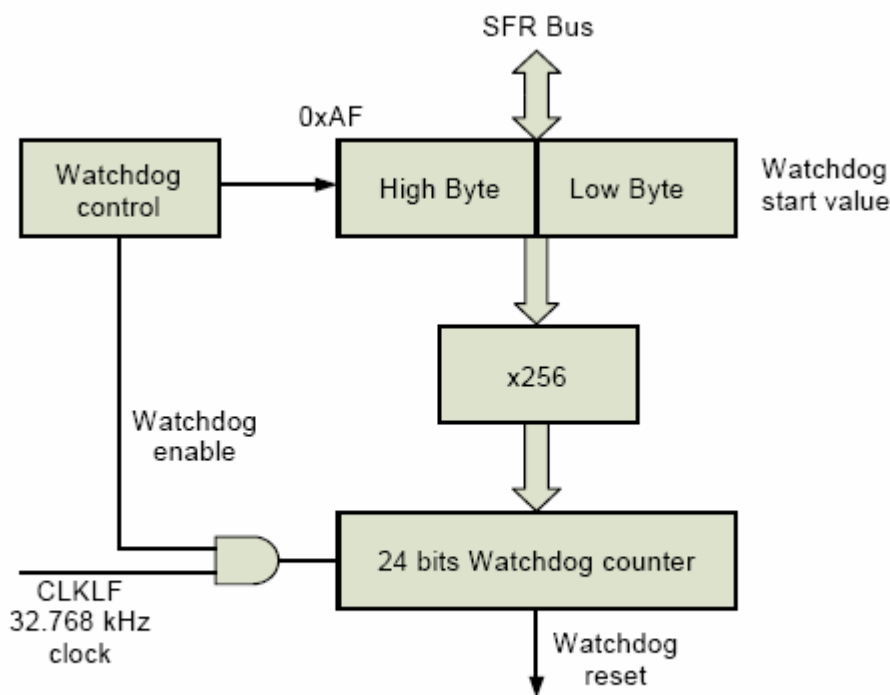 SFR Bus
0xAF
Watchdog
control
High Byte
Low Byte
Watchdog
start value
x256
Watchdog
enable
24 bits Watchdog counter
CLKLF
32.768 kHz
clock
Watchdog
reset